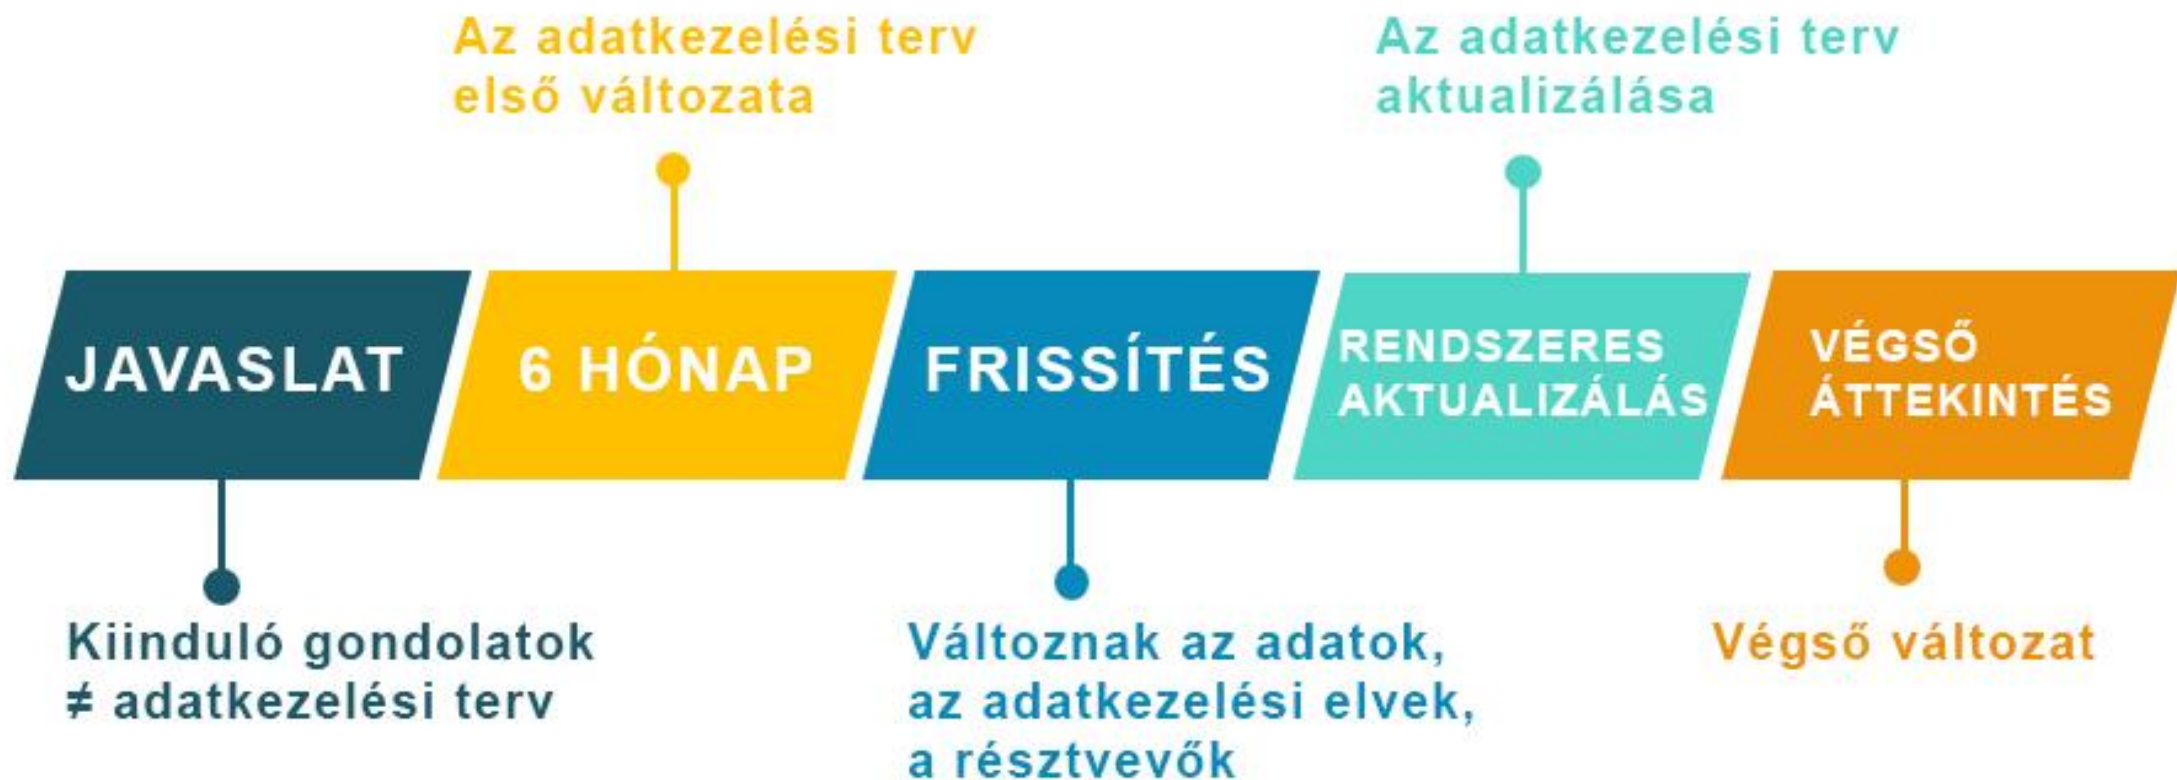 Az adatkezelési terv
első változata
Az adatkezelési terv
aktualizálása
JAVASLAT
6 HÓNAP
FRISSÍTÉS
RENDSZERES
AKTUALIZÁLÁS
VÉGSŐ
ÁTTEKINTÉS
Kiinduló gondolatok
≠ adatkezelési terv
Változnak az adatok,
az adatkezelési elvek,
a résztvevők
Végső változat